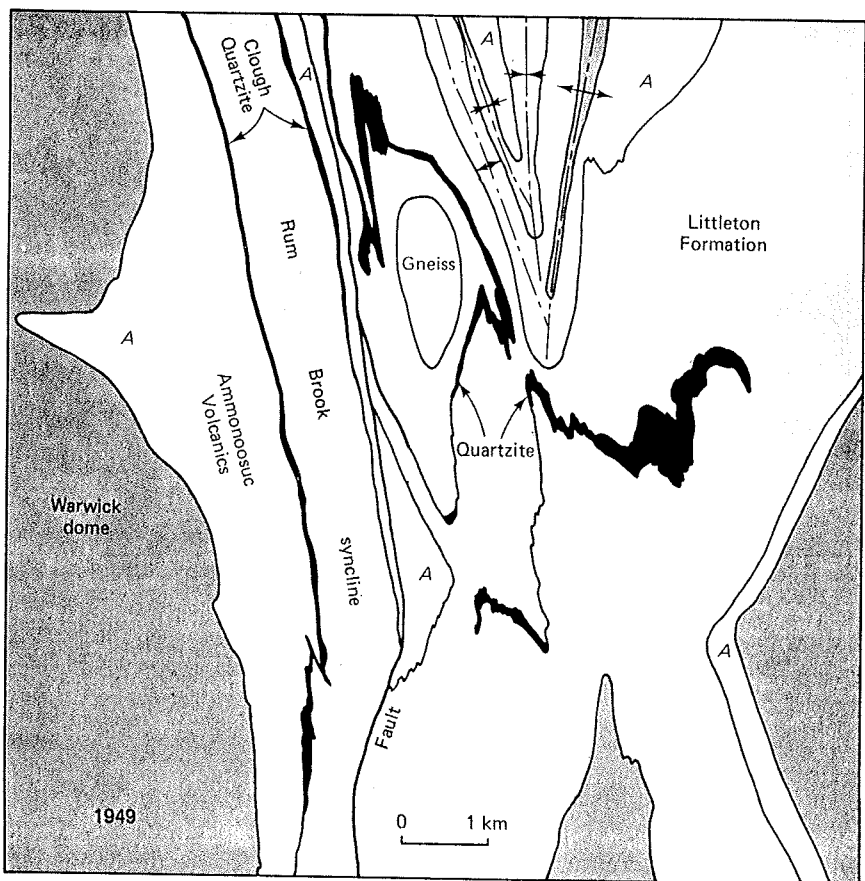 Clough
Quartzite
A
A
A
Littleton
Formation
Rum
Gneiss
A
Brook
Ammonoosuc
Volcanics
Quartzite
Warwick
dome
syncline
A
A
Fault
1949
0 1 km